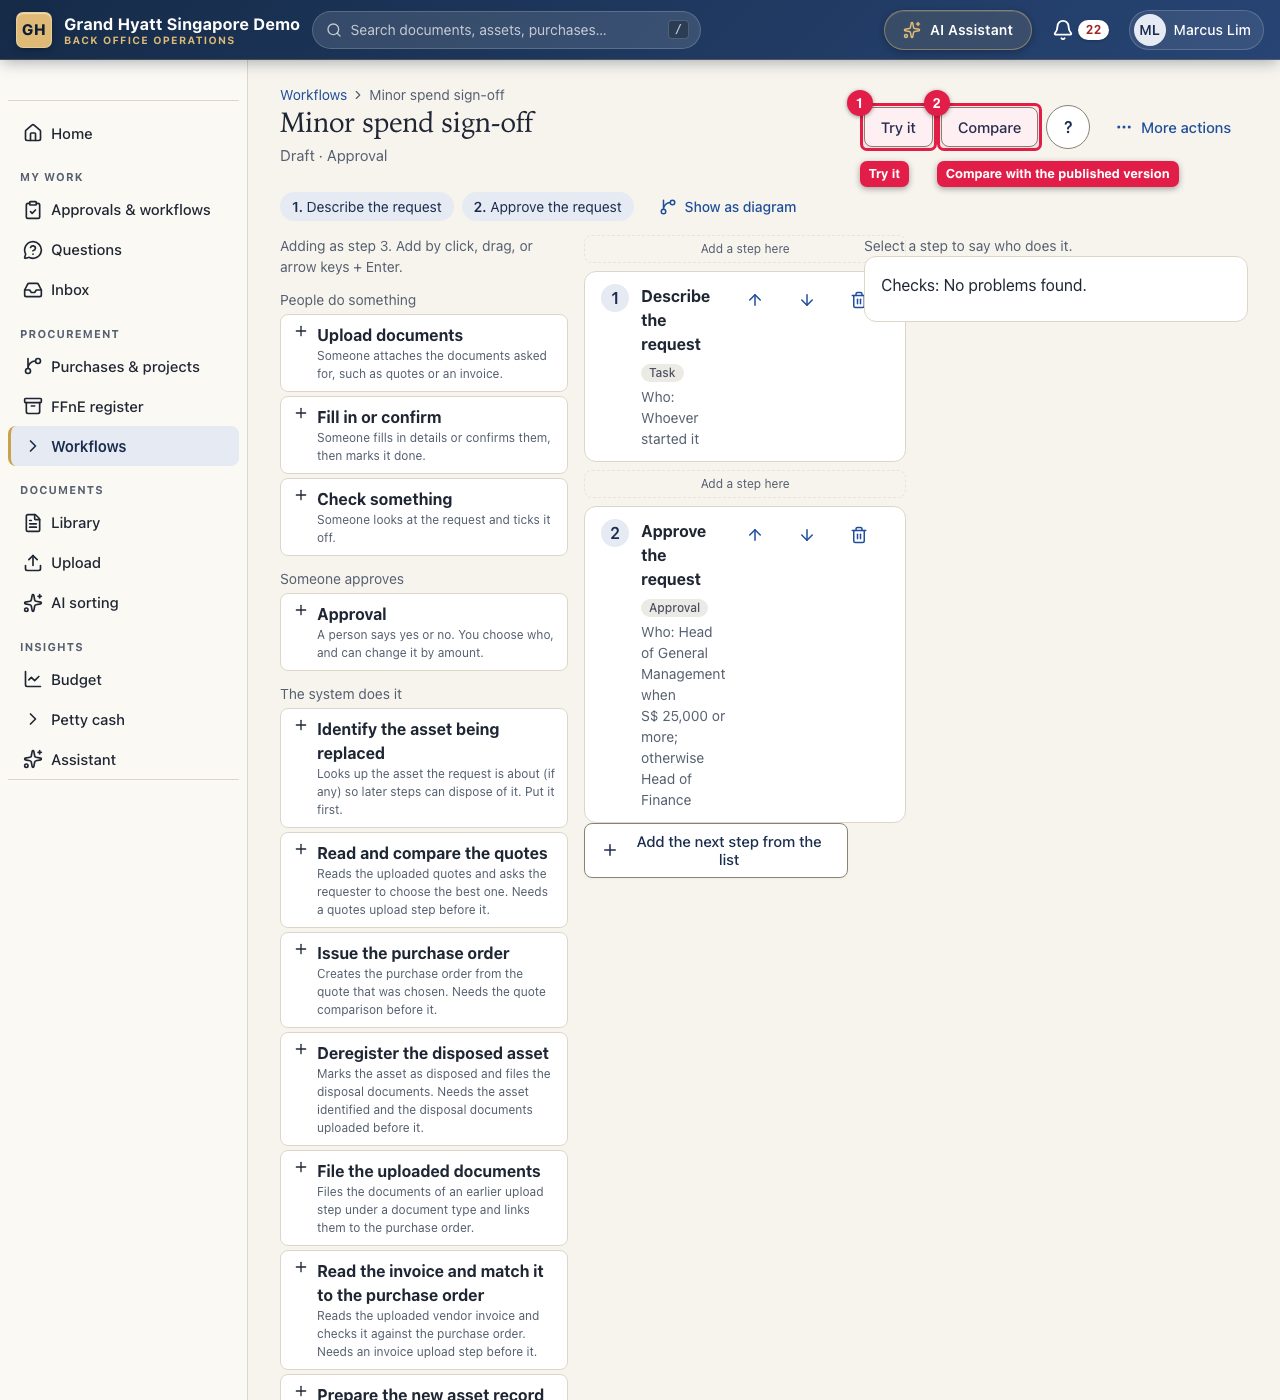 GH
Grand Hyatt Singapore Demo
BACK OFFICE OPERATIONS
Search documents, assets, purchases...
/
AI Assistant
22
ML
Marcus Lim
Home
MY WORK
Approvals & workflows
Questions
Inbox
PROCUREMENT
Purchases & projects
FFnE register
Workflows
DOCUMENTS
Library
Upload
AI sorting
INSIGHTS
Budget
Petty cash
Assistant
Workflows > Minor spend sign-off
Minor spend sign-off
Draft · Approval
1
Try it
2
Compare
?
More actions
Try it
Compare with the published version
1. Describe the request
2. Approve the request
Show as diagram
Adding as step 3. Add by click, drag, or
arrow keys + Enter.
People do something
Upload documents
Someone attaches the documents asked
for, such as quotes or an invoice.
Fill in or confirm
Someone fills in details or confirms them,
then marks it done.
Check something
Someone looks at the request and ticks it
off.
Someone approves
Approval
A person says yes or no. You choose who,
and can change it by amount.
The system does it
Identify the asset being
replaced
Looks up the asset the request is about (if
any) so later steps can dispose of it. Put it
first.
Read and compare the quotes
Reads the uploaded quotes and asks the
requester to choose the best one. Needs
a quotes upload step before it.
Issue the purchase order
Creates the purchase order from the
quote that was chosen. Needs the quote
comparison before it.
Deregister the disposed asset
Marks the asset as disposed and files the
disposal documents. Needs the asset
identified and the disposal documents
uploaded before it.
File the uploaded documents
Files the documents of an earlier upload
step under a document type and links
them to the purchase order.
Read the invoice and match it
to the purchase order
Reads the uploaded vendor invoice and
checks it against the purchase order.
Needs an invoice upload step before it.
Prepare the new asset record
Add a step here
1
Describe
the
request
Task
Who:
Whoever
started it
Add a step here
2
Approve
the
request
Approval
Who: Head
of General
Management
when
S$ 25,000 or
more;
otherwise
Head of
Finance
Add the next step from the
list
Select a step to say who does it.
Checks: No problems found.